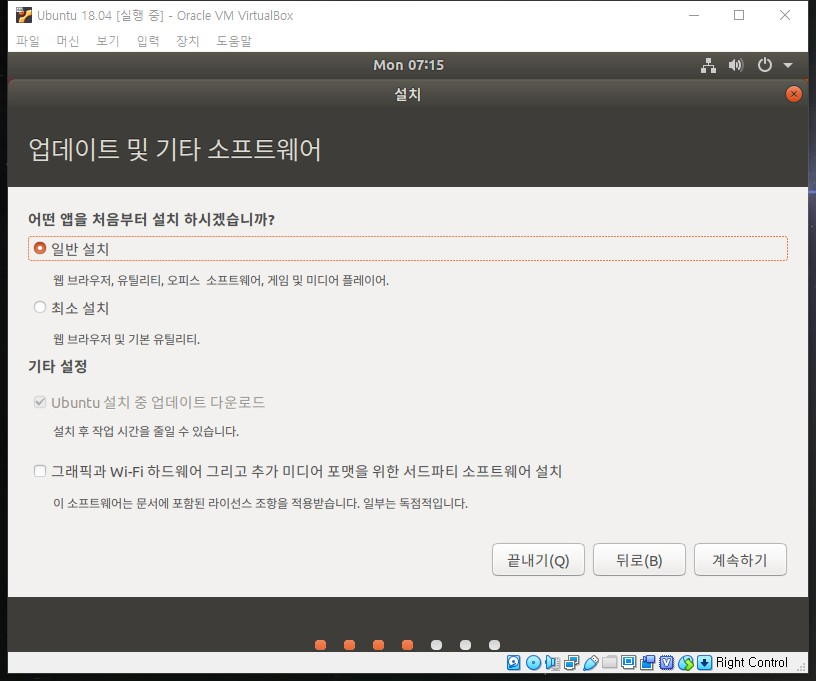 Ubuntu 18.04 [실행 중] - Oracle VM VirtualBox
파일 머신 보기 입력 장치 도움말
Mon 07:15
설치
업데이트 및 기타 소프트웨어
어떤 앱을 처음부터 설치 하시겠습니까?
일반 설치
웹 브라우저, 유틸리티, 오피스 소프트웨어, 게임 및 미디어 플레이어.
최소 설치
웹 브라우저 및 기본 유틸리티.
기타 설정
Ubuntu 설치 중 업데이트 다운로드
설치 후 작업 시간을 줄일 수 있습니다.
그래픽과 Wi-Fi 하드웨어 그리고 추가 미디어 포맷을 위한 서드파티 소프트웨어 설치
이 소프트웨어는 문서에 포함된 라이선스 조항을 적용받습니다. 일부는 독점적입니다.
끝내기(Q) 뒤로(B) 계속하기
Right Control